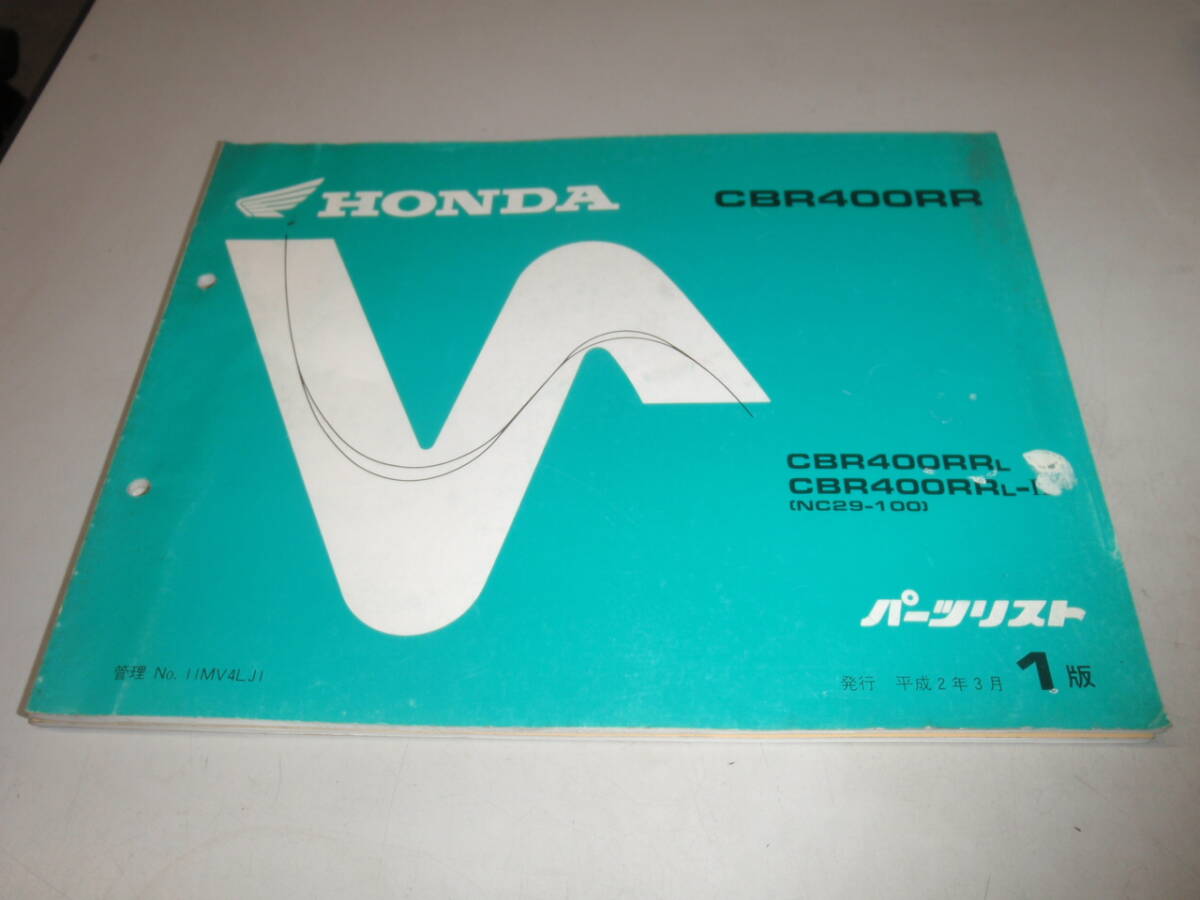 HONDA CBR400RR
CBR400RRL
CBR400RRL-
(NC29-100)
パーツリスト
管理 No. 11MV4LJ1
発行 平成2年3月 1版